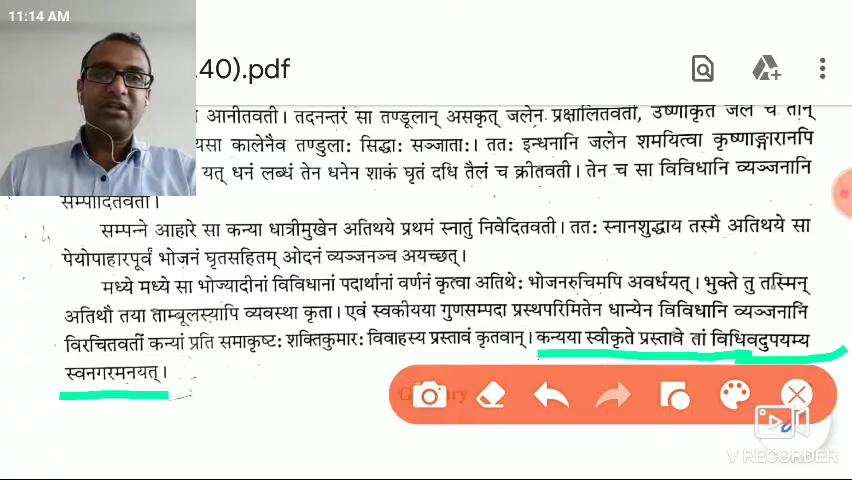 11:14 AM
40).pdf
आनीतवती। तदनन्तरं सा तण्डूलान् असकृत् जलेन प्रक्षालितवती, उष्णीकृते जले च तान्
कालेनैव तण्डुलाः सिद्धाः सञ्जाताः। ततः इन्धनानि जलेन शमयित्वा कृष्णाङ्गारानपि
यत् धनं लब्धं तेन धनेन शाकं घृतं दधि तैलं च क्रीतवती। तेन च सा विविधानि व्यञ्जनानि
सम्पादितवती।
सम्पन्ने आहारे सा कन्या धात्रीमुखेन अतिथये प्रथमं स्नातुं निवेदितवती। ततः स्नानशुद्धाय तस्मै अतिथये सा
पेयोपाहारपूर्वं भोजनं घृतसहितम् ओदनं व्यञ्जनञ्च अयच्छत्।
मध्ये मध्ये सा भोज्यादीनां विविधानां पदार्थानां वर्णनं कृत्वा अतिथेः भोजनरुचिमपि अवर्धयत्। भुक्ते तु तस्मिन्
अतिथौ तया ताम्बूलस्यापि व्यवस्था कृता। एवं स्वकीयया गुणसम्पदा प्रस्थपरिमितेन धान्येन विविधानि व्यञ्जनानि
विरचितवतीं कन्यां प्रति समाकृष्टः शक्तिकुमारः विवाहस्य प्रस्तावं कृतवान्। कन्यया स्वीकृते प्रस्तावे तां विधिवदुपयम्य
स्वनगरमनयत्।
V RECORDER